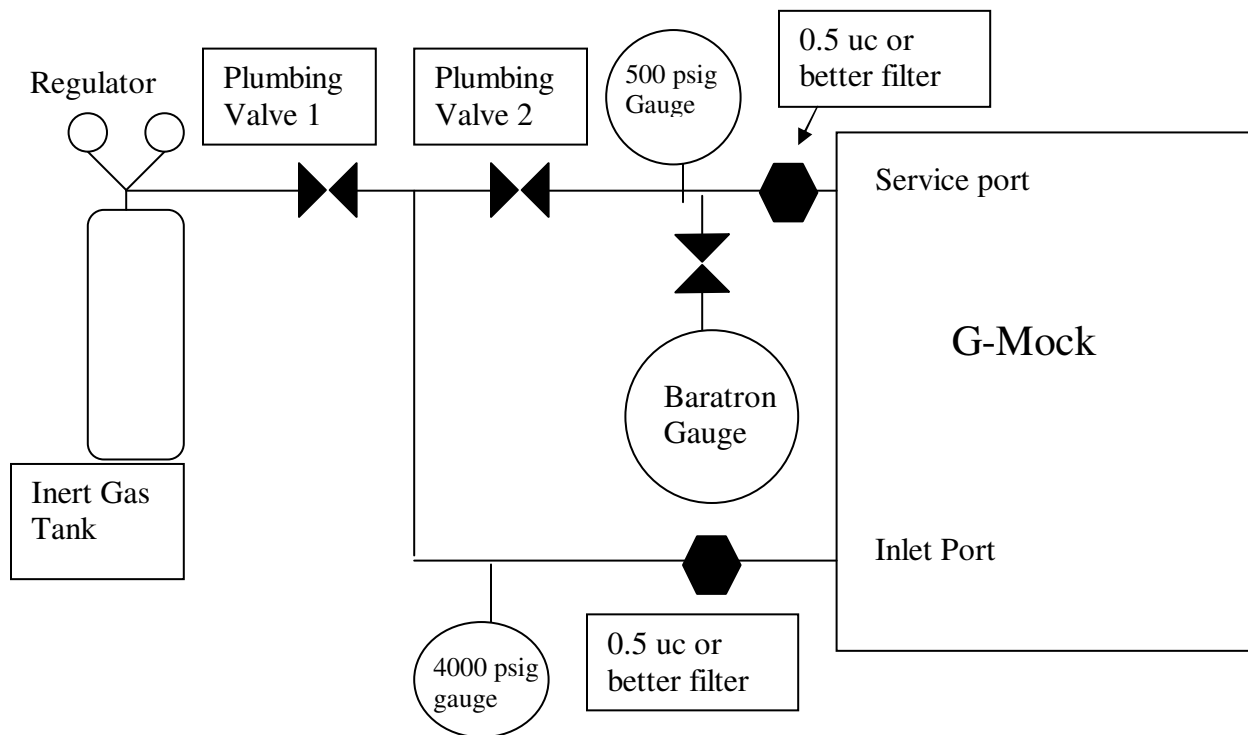 Regulator
Plumbing
Valve 1
Plumbing
Valve 2
500 psig
Gauge
0.5 uc or
better filter
Service port
G-Mock
Baratron
Gauge
Inert Gas
Tank
Inlet Port
4000 psig
gauge
0.5 uc or
better filter